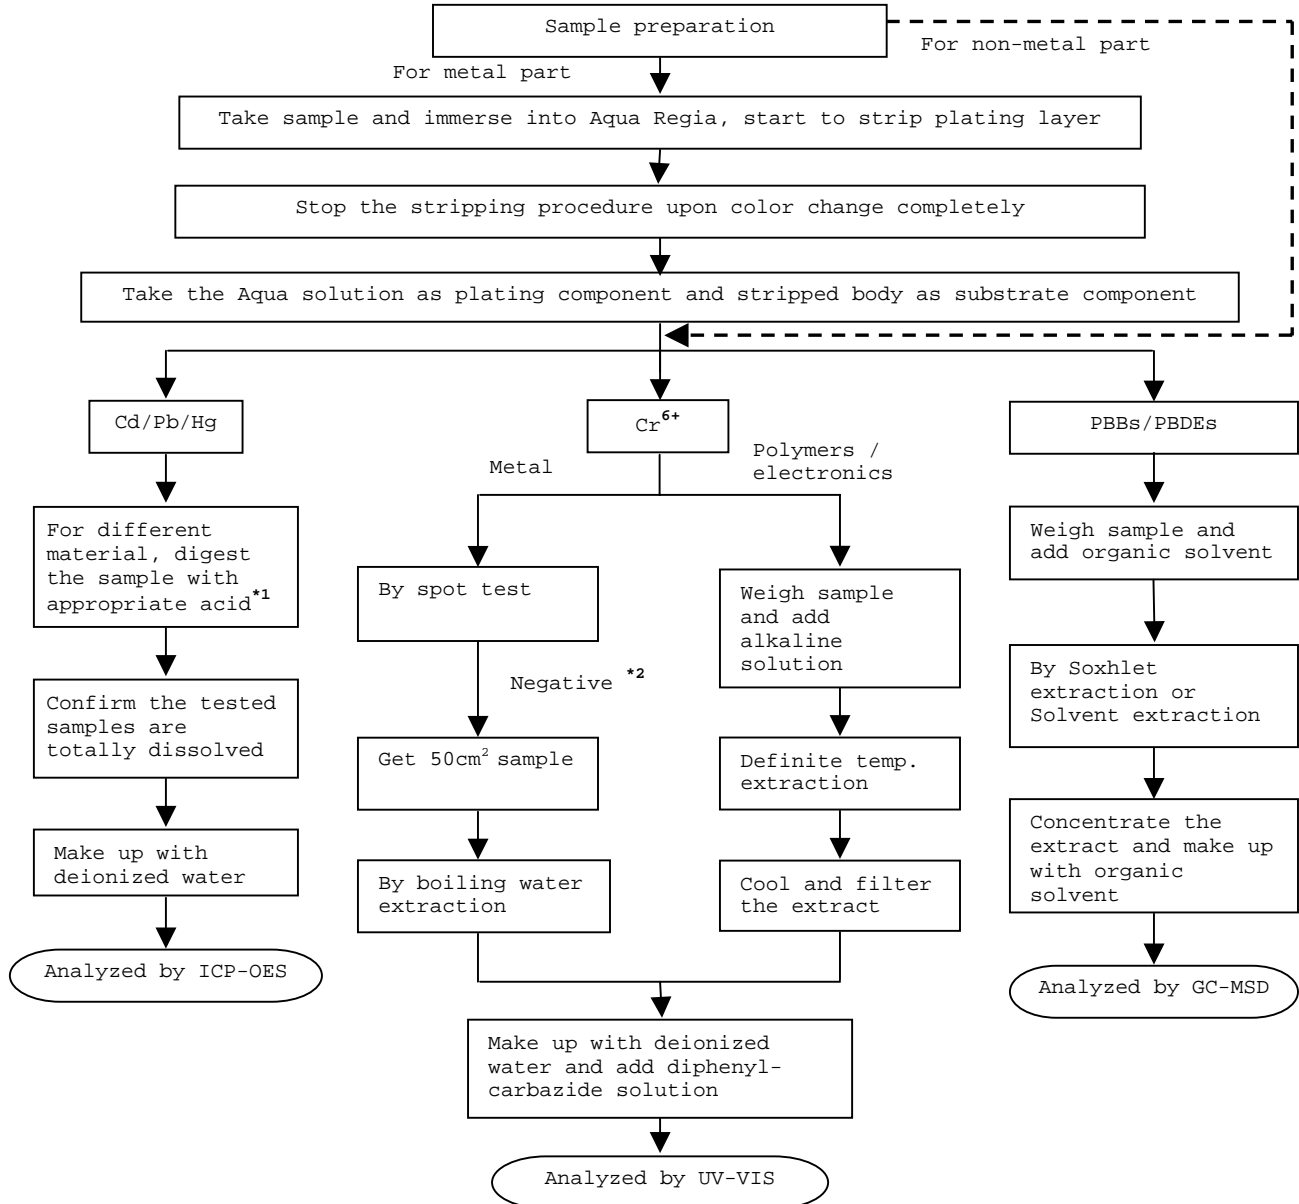 Sample preparation
For non-metal part
For metal part
Take sample and immerse into Aqua Regia, start to strip plating layer
Stop the stripping procedure upon color change completely
Take the Aqua solution as plating component and stripped body as substrate component
Cd/Pb/Hg
For different
material, digest
the sample with
appropriate acid*1
Confirm the tested
samples are
totally dissolved
Make up with
deionized water
Analyzed by ICP-OES
Cr6+
Metal
By spot test
Negative *2
Get 50cm² sample
By boiling water
extraction
Polymers /
electronics
Weigh sample
and add
alkaline
solution
Definite temp.
extraction
Cool and filter
the extract
Make up with deionized
water and add diphenyl-
carbazide solution
Analyzed by UV-VIS
PBBs/PBDEs
Weigh sample and
add organic solvent
By Soxhlet
extraction or
Solvent extraction
Concentrate the
extract and make up
with organic
solvent
Analyzed by GC-MSD